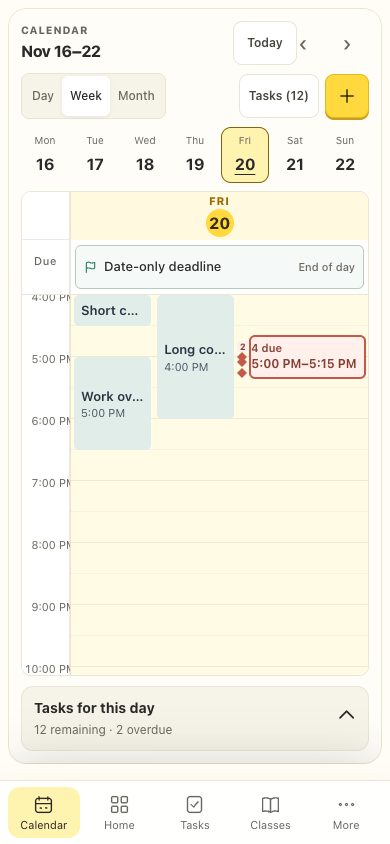 CALENDAR
Nov 16–22
Today
Day
Week
Month
Tasks (12)
Mon
Tue
Wed
Thu
Fri
Sat
Sun
16
17
18
19
20
21
22
FRI
20
Due
Date-only deadline
End of day
4:00 PM
Short c...
Long co...
4:00 PM
2
4 due
5:00 PM–5:15 PM
5:00 PM
Work ov...
5:00 PM
6:00 PM
7:00 PM
8:00 PM
9:00 PM
10:00 PM
Tasks for this day
12 remaining · 2 overdue
Calendar
Home
Tasks
Classes
More